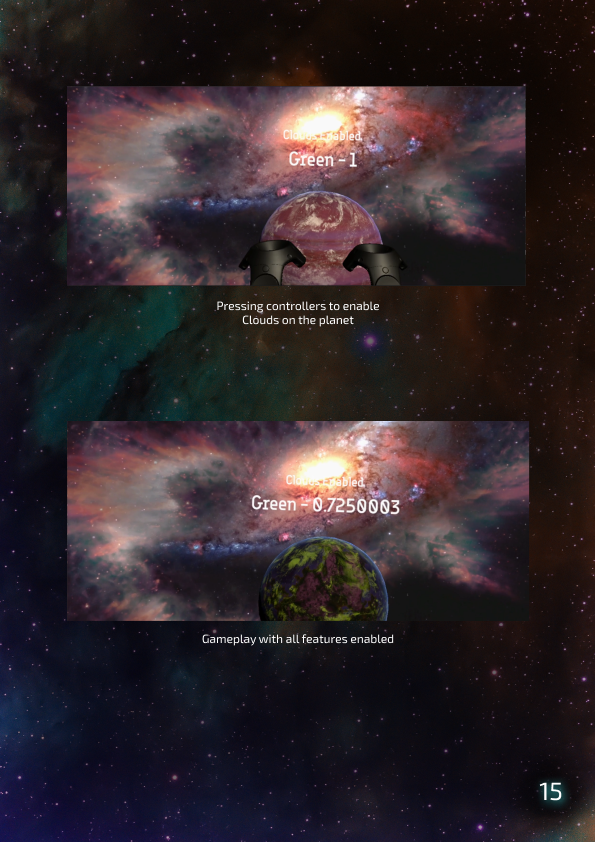 Clouds Enabled.
Green - 1
Pressing controllers to enable
Clouds on the planet
Clouds Enabled.
Green - 0.7250003
Gameplay with all features enabled
15